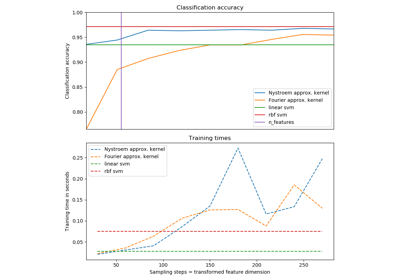 Classification accuracy
1.00
0.95
0.90
0.85
0.80
Classification accuracy
Nystroem approx. kernel
Fourier approx. kernel
linear svm
rbf svm
n_features
Training times
0.25
0.20
0.15
0.10
0.05
Training time in seconds
Nystroem approx. kernel
Fourier approx. kernel
linear svm
rbf svm
50 100 150 200 250
Sampling steps = transformed feature dimension